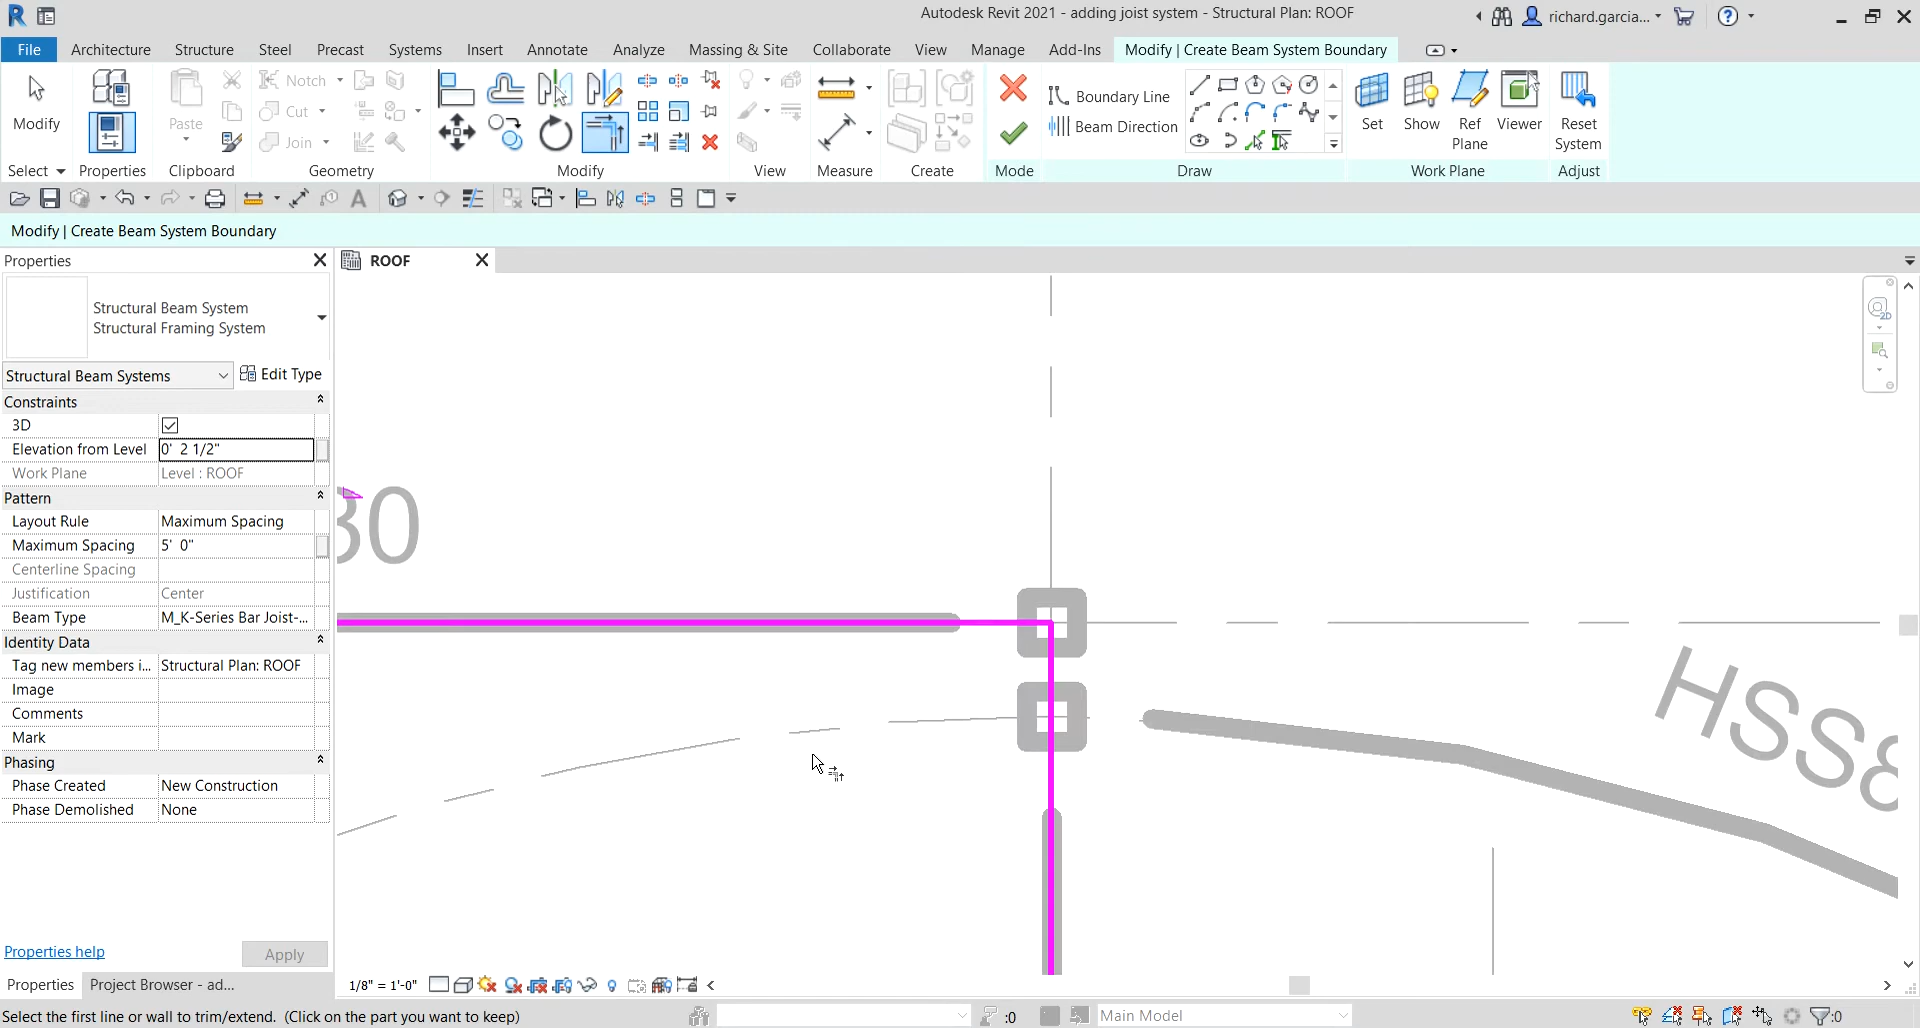 Autodesk Revit 2021 - adding joist system - Structural Plan: ROOF
richard.garcia...
File Architecture Structure Steel Precast Systems Insert Annotate Analyze Massing & Site Collaborate View Manage Add-Ins Modify | Create Beam System Boundary
Modify
Paste
Notch
Cut
Join
Boundary Line
Beam Direction
Set Show Ref Plane Viewer Reset System
Select Properties Clipboard Geometry Modify View Measure Create Mode Draw Work Plane Adjust
Modify | Create Beam System Boundary
Properties
ROOF
Structural Beam System
Structural Framing System
Structural Beam Systems Edit Type
Constraints
3D
Elevation from Level 0' 2 1/2"
Work Plane Level : ROOF
Pattern
Layout Rule Maximum Spacing
Maximum Spacing 5' 0"
Centerline Spacing
Justification Center
Beam Type M_K-Series Bar Joist-...
Identity Data
Tag new members i... Structural Plan: ROOF
Image
Comments
Mark
Phasing
Phase Created New Construction
Phase Demolished None
30
HSS8
Properties help Apply
Properties Project Browser - ad...
1/8" = 1'-0"
Select the first line or wall to trim/extend. (Click on the part you want to keep)
:0
Main Model
:0